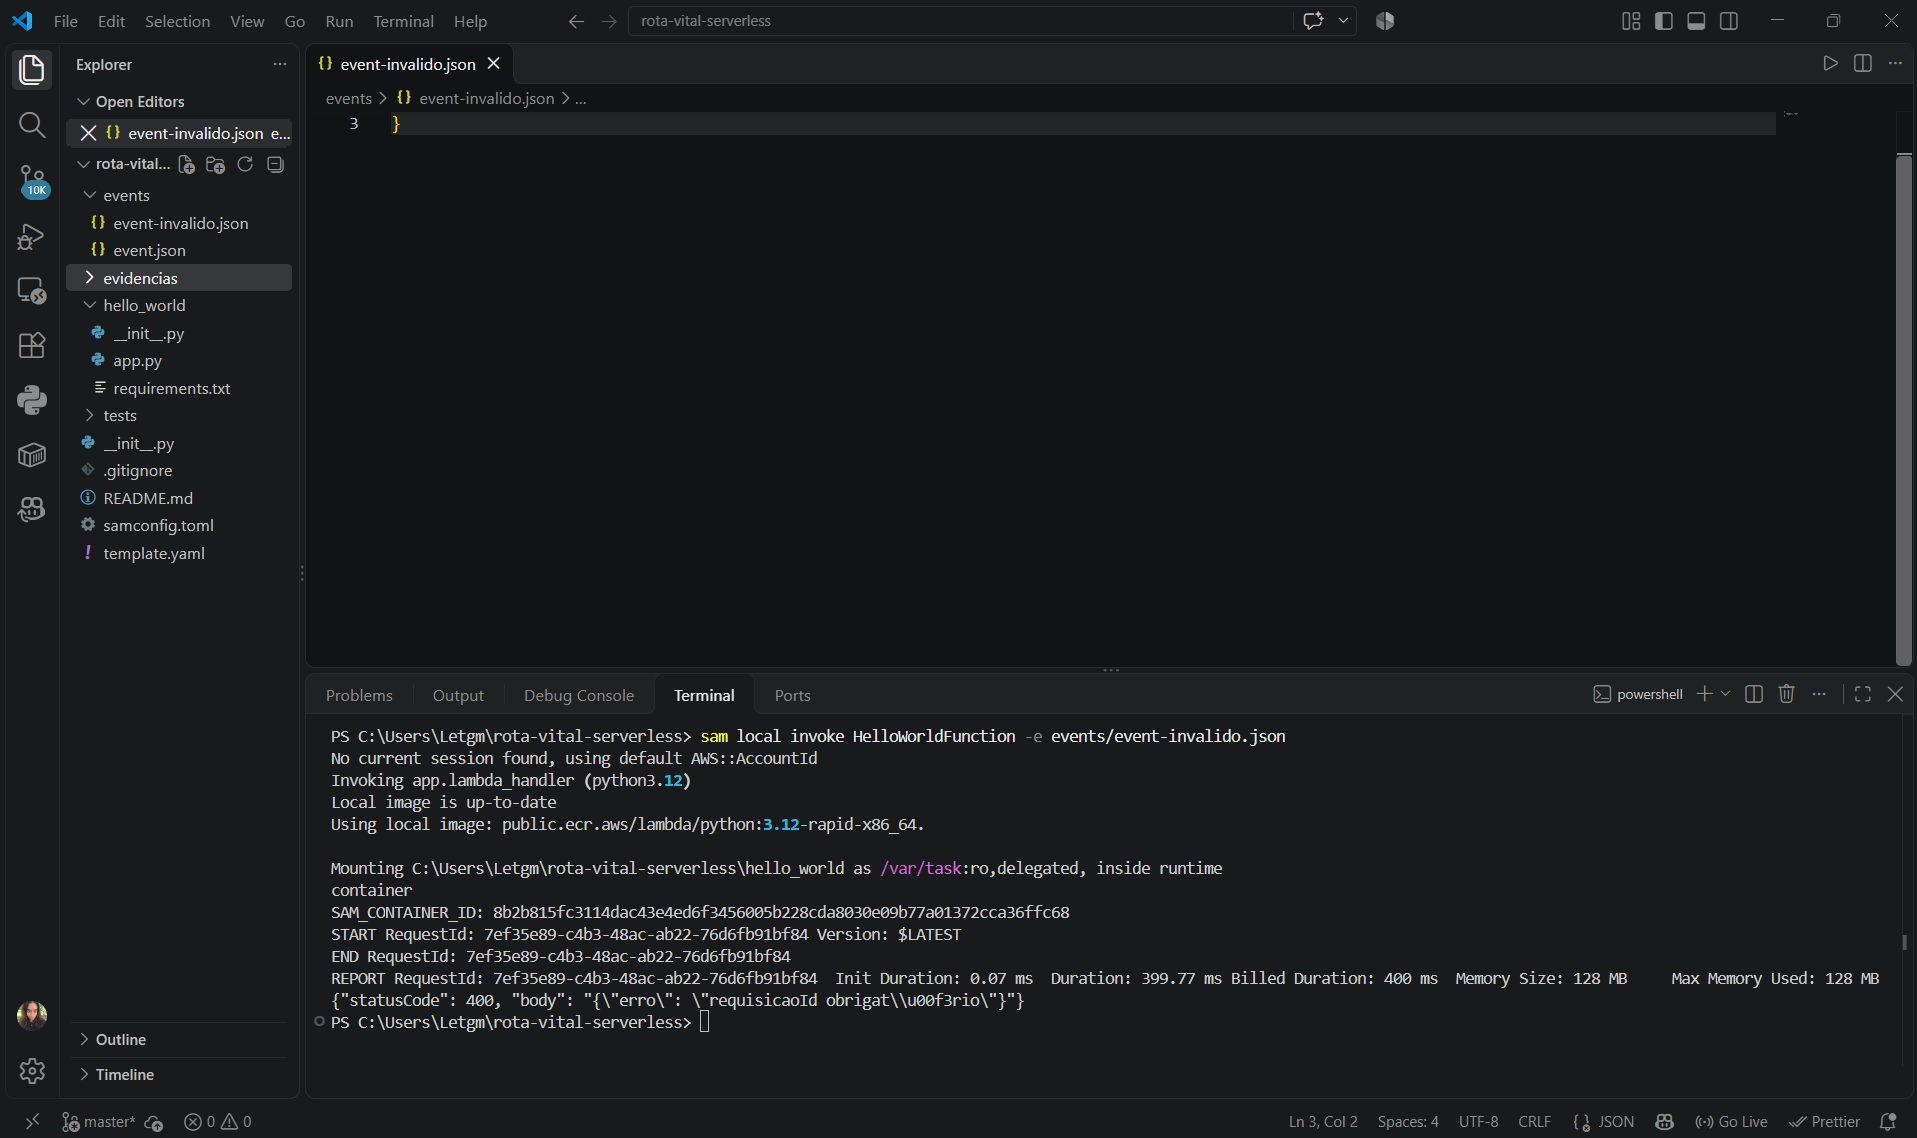 File Edit Selection View Go Run Terminal Help
rota-vital-serverless
Explorer
Open Editors
event-invalido.json e...
rota-vital...
events
event-invalido.json
event.json
evidencias
hello_world
__init__.py
app.py
requirements.txt
tests
__init__.py
.gitignore
README.md
samconfig.toml
template.yaml
Outline
Timeline
10K
{} event-invalido.json
events > {} event-invalido.json > ...
3 }
Problems Output Debug Console Terminal Ports
powershell
PS C:\Users\Letgm\rota-vital-serverless> sam local invoke HelloWorldFunction -e events/event-invalido.json
No current session found, using default AWS::AccountId
Invoking app.lambda_handler (python3.12)
Local image is up-to-date
Using local image: public.ecr.aws/lambda/python:3.12-rapid-x86_64.
Mounting C:\Users\Letgm\rota-vital-serverless\hello_world as /var/task:ro,delegated, inside runtime
container
SAM_CONTAINER_ID: 8b2b815fc3114dac43e4ed6f3456005b228cda8030e09b77a01372cca36ffc68
START RequestId: 7ef35e89-c4b3-48ac-ab22-76d6fb91bf84 Version: $LATEST
END RequestId: 7ef35e89-c4b3-48ac-ab22-76d6fb91bf84
REPORT RequestId: 7ef35e89-c4b3-48ac-ab22-76d6fb91bf84 Init Duration: 0.07 ms Duration: 399.77 ms Billed Duration: 400 ms Memory Size: 128 MB Max Memory Used: 128 MB
{"statusCode": 400, "body": "{\"erro\": \"requisicaoId obrigat\\u00f3rio\"}"}
PS C:\Users\Letgm\rota-vital-serverless>
master* 0 0 Ln 3, Col 2 Spaces: 4 UTF-8 CRLF {} JSON Go Live Prettier